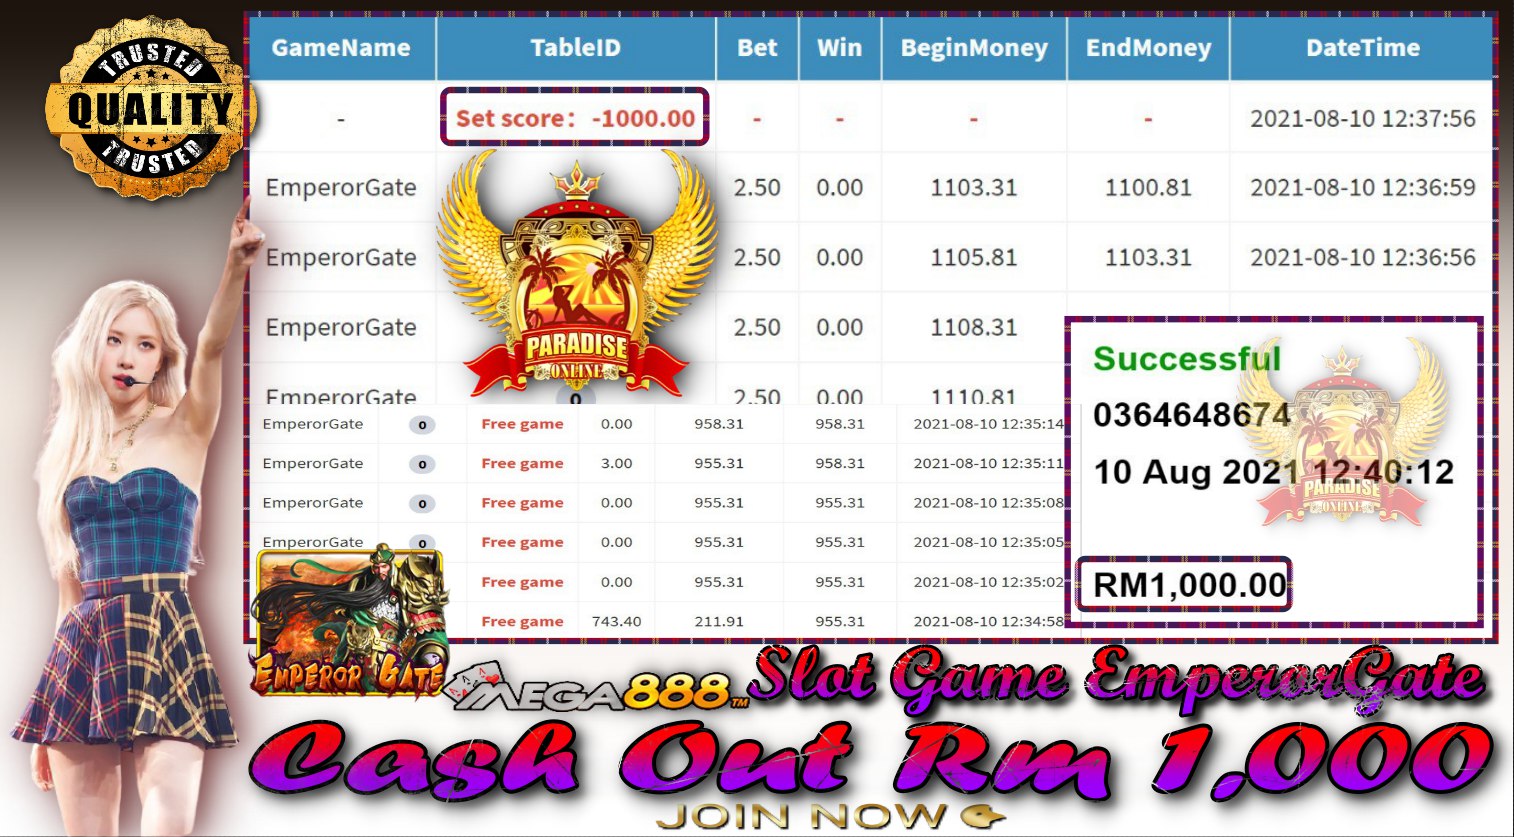 TRUSTED
QUALITY
TRUSTED
GameName TableID Bet Win BeginMoney EndMoney DateTime
- Set score: -1000.00 - - - - 2021-08-10 12:37:56
EmperorGate 2.50 0.00 1103.31 1100.81 2021-08-10 12:36:59
EmperorGate 2.50 0.00 1105.81 1103.31 2021-08-10 12:36:56
EmperorGate 2.50 0.00 1108.31
EmperorGate 0 2.50 0.00 1110.81
PARADISE
ONLINE
EmperorGate 0 Free game 0.00 958.31 958.31 2021-08-10 12:35:14
EmperorGate 0 Free game 3.00 955.31 958.31 2021-08-10 12:35:11
EmperorGate 0 Free game 0.00 955.31 955.31 2021-08-10 12:35:08
EmperorGate 0 Free game 0.00 955.31 955.31 2021-08-10 12:35:05
Free game 0.00 955.31 955.31 2021-08-10 12:35:02
Free game 743.40 211.91 955.31 2021-08-10 12:34:58
Successful
0364648674
10 Aug 2021 12:40:12
PARADISE
ONLINE
RM1,000.00
EMPEROR GATE
MEGA888™
Slot Game EmperorGate
Cash Out Rm 1,000
JOIN NOW